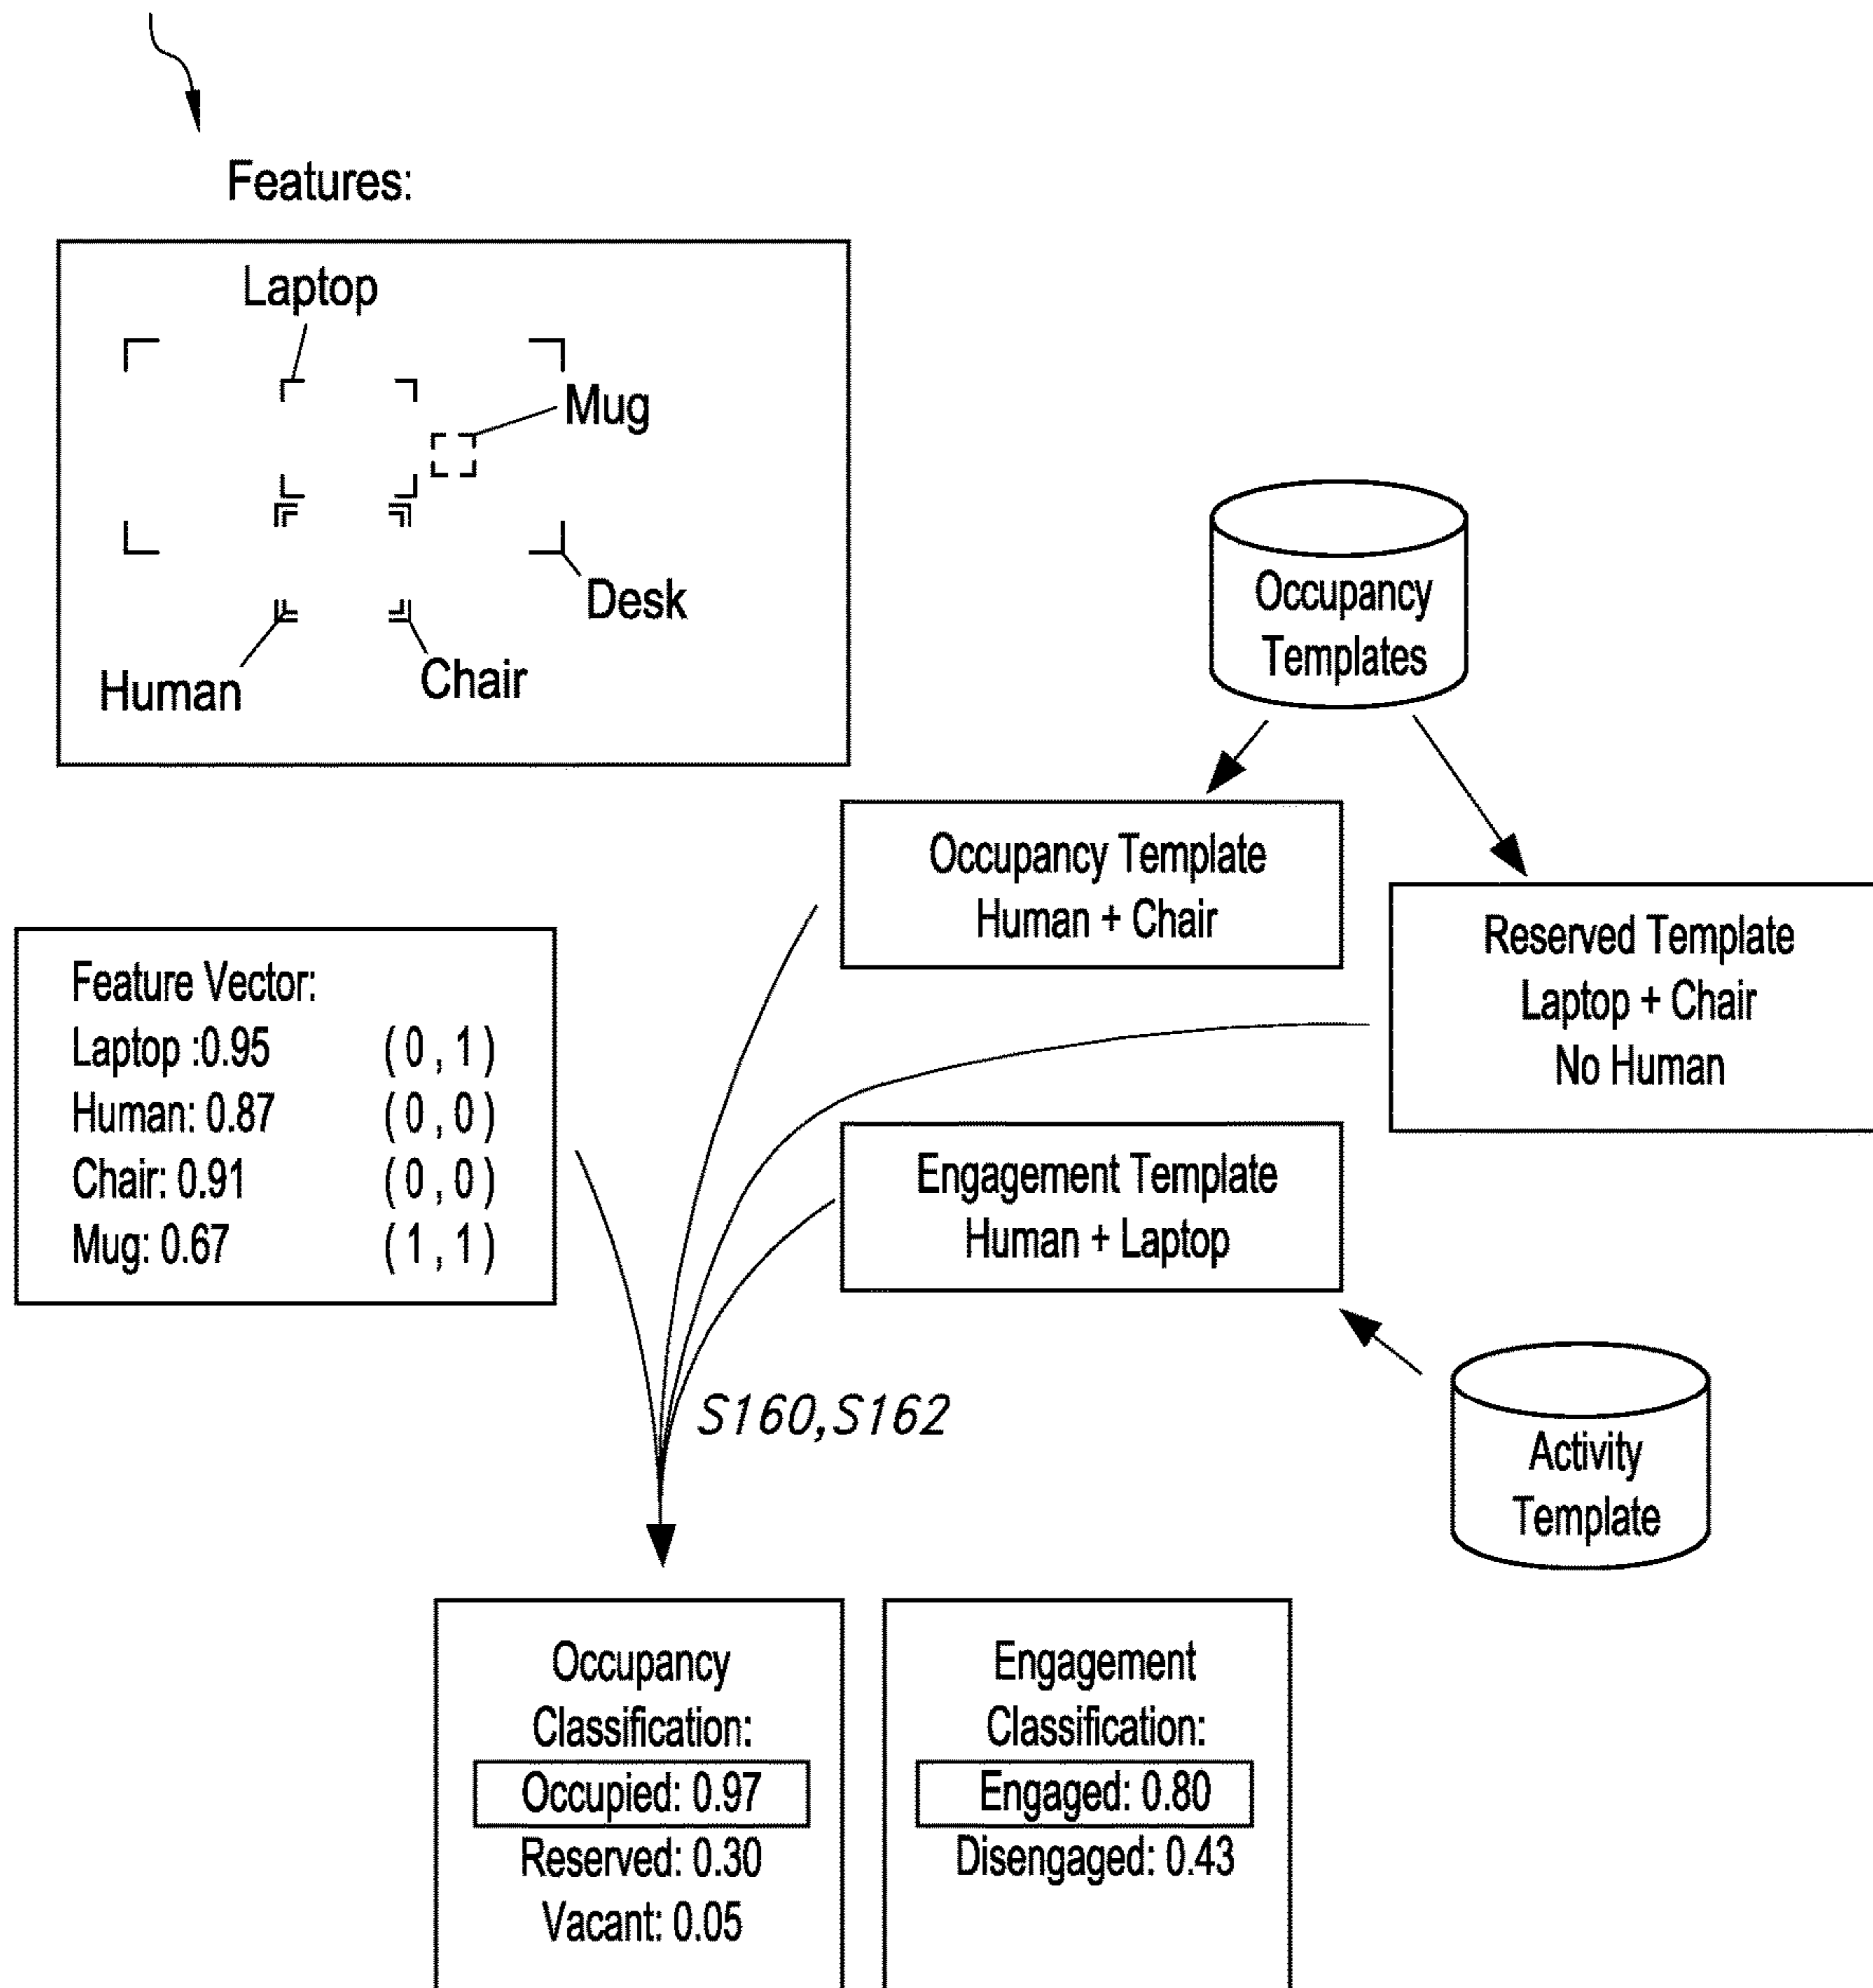 Features:
Laptop
Mug
Desk
Human
Chair
Occupancy
Templates
Occupancy Template
Human + Chair
Reserved Template
Laptop + Chair
No Human
Feature Vector:
Laptop :0.95 (0,1)
Human: 0.87 (0,0)
Chair: 0.91 (0,0)
Mug: 0.67 (1,1)
Engagement Template
Human + Laptop
S160,S162
Activity
Template
Occupancy
Classification:
Occupied: 0.97
Reserved: 0.30
Vacant: 0.05
Engagement
Classification:
Engaged: 0.80
Disengaged: 0.43